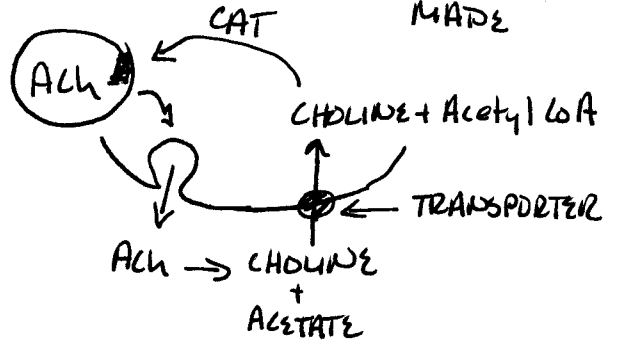 CAT
MADE
ACh
CHOLINE + Acetyl CoA
TRANSPORTER
ACh → CHOLINE
+
ACETATE